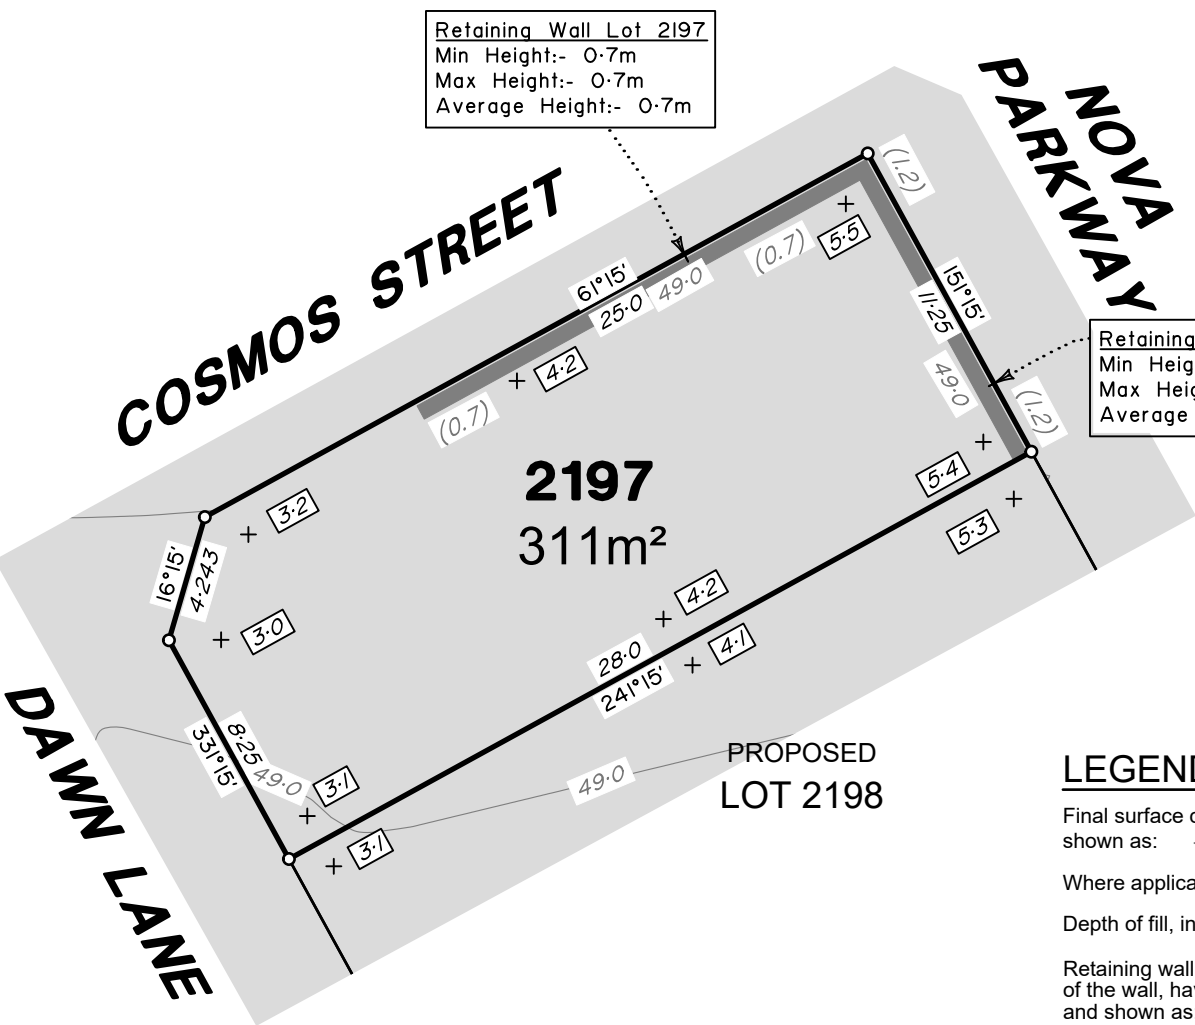 Retaining Wall Lot 2197
Min Height:- 0·7m
Max Height:- 0·7m
Average Height:- 0·7m
NOVA
PARKWAY
COSMOS STREET
(1.2)
5·5
(0.7)
61°15'
25·0
49·0
151°15'
11·25
49·0
(1.2)
Retaining
Min Heig
Max Heig
Average
4·2
(0.7)
2197
311m²
5·4
5·3
3·2
16°15'
4·243
3·0
4·2
4·1
28·0
241°15'
DAWN LANE
331°15'
8·25
49·0
3·1
3·1
49·0
PROPOSED
LOT 2198
LEGEND
Final surface
shown as:
Where applica
Depth of fill, in
Retaining wall
of the wall, hav
and shown as